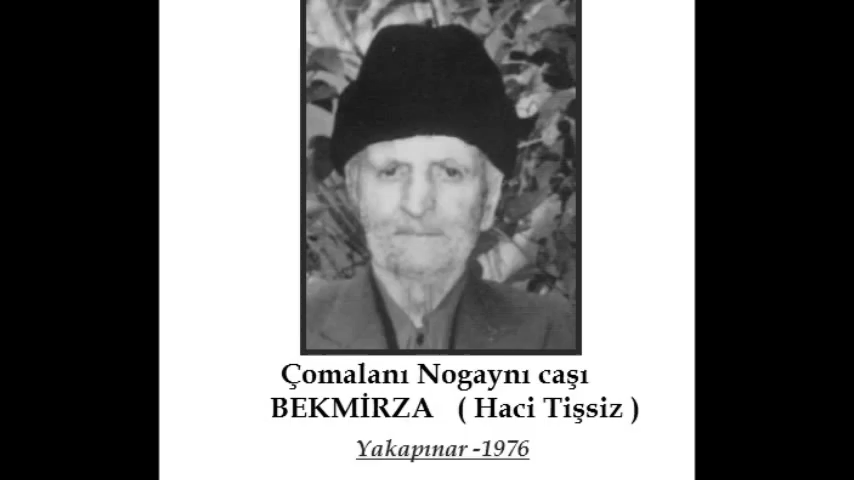 Çomalanı Nogaynı caşı
BEKMİRZA ( Haci Tişsiz )
Yakapınar -1976